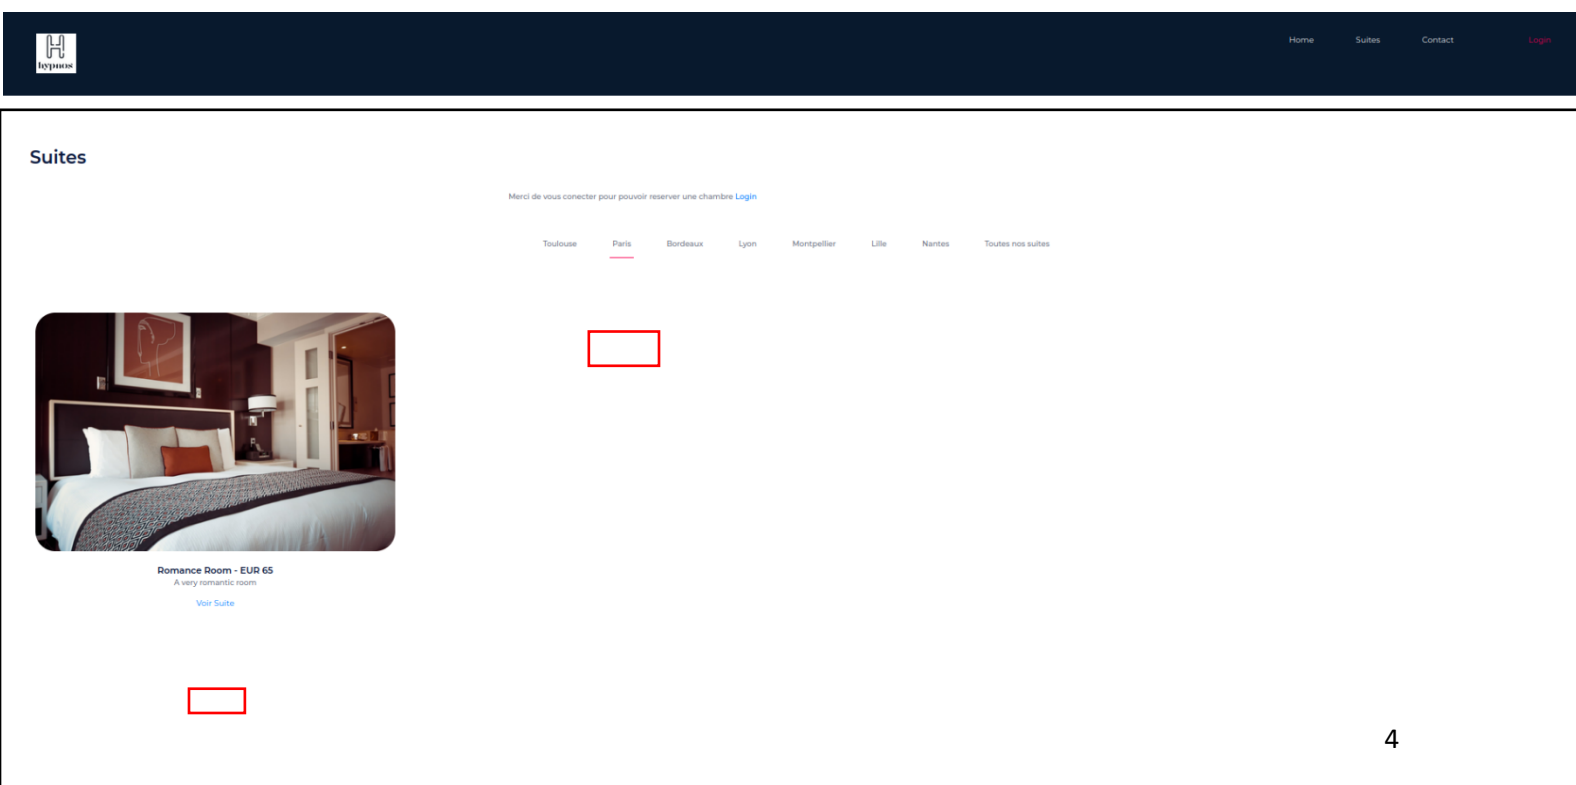 H
hypnos
Home Suites Contact Login
Suites
Merci de vous conecter pour pouvoir reserver une chambre Login
Toulouse Paris Bordeaux Lyon Montpellier Lille Nantes Toutes nos suites
Romance Room - EUR 65
A very romantic room
Voir Suite
4